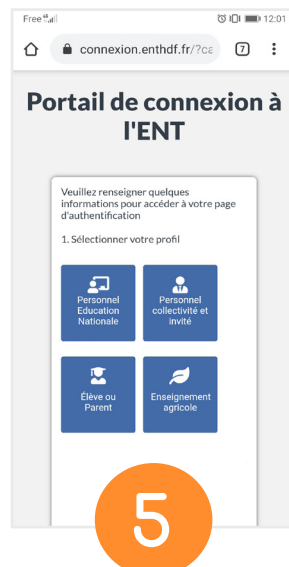 Free 4G 12:01
connexion.enthdf.fr/?ca 7
Portail de connexion à
l'ENT
Veuillez renseigner quelques
informations pour accéder à votre page
d'authentification
1. Sélectionner votre profil
Personnel
Education
Nationale
Personnel
collectivité et
invité
Élève ou
Parent
Enseignement
agricole
5